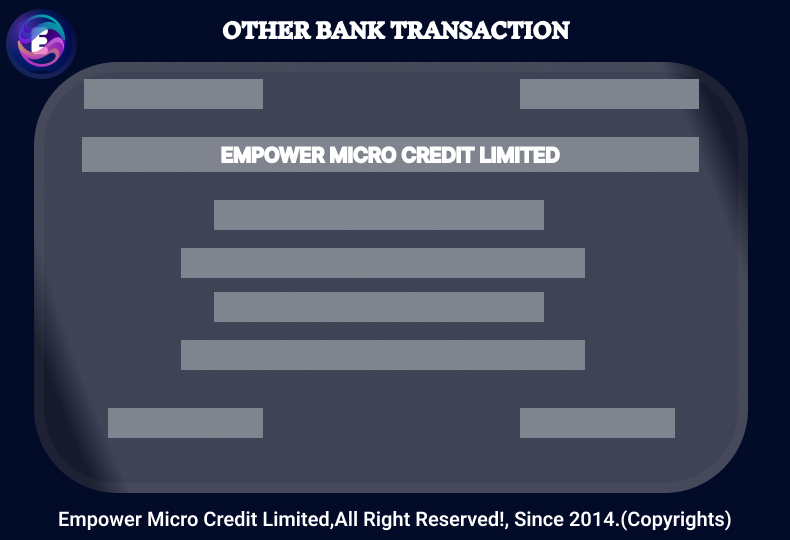 E
OTHER BANK TRANSACTION
EMPOWER MICRO CREDIT LIMITED
Empower Micro Credit Limited,All Right Reserved!, Since 2014.(Copyrights)